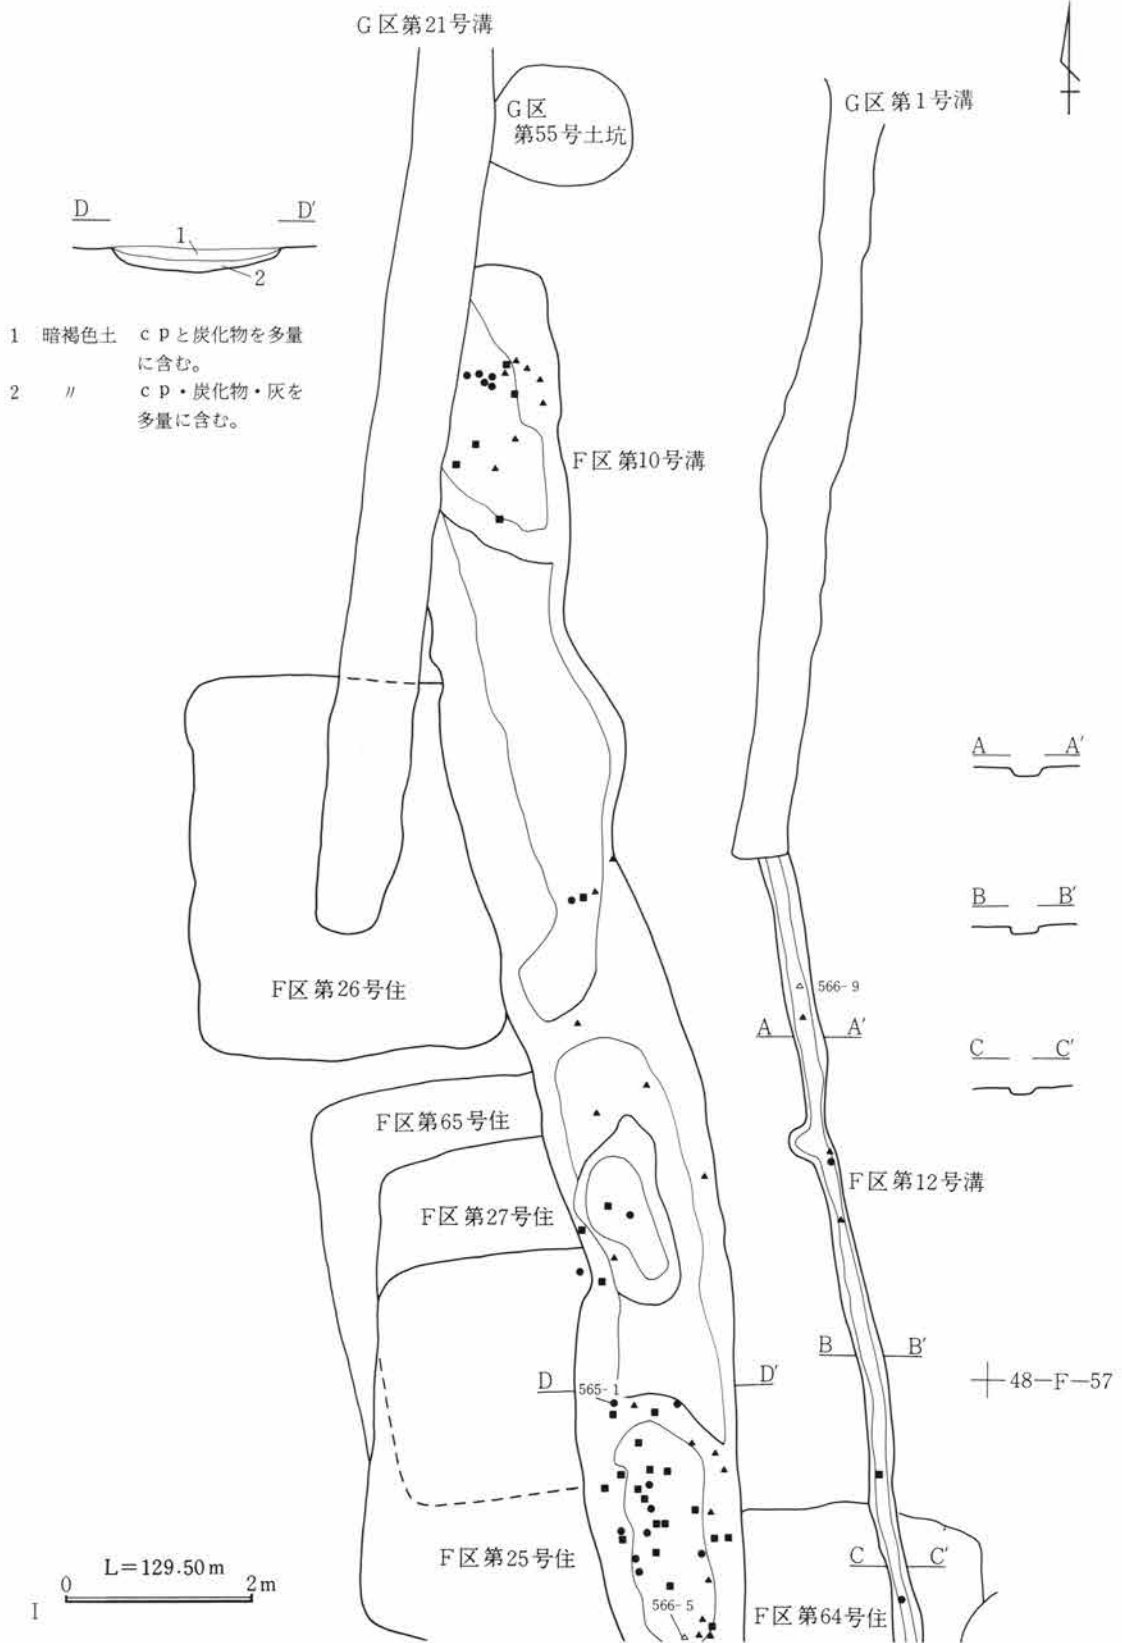 G区第21号溝
G区
第55号土坑
G区第1号溝
D D′
1
2
1 暗褐色土 cpと炭化物を多量
に含む。
2 〃 cp・炭化物・灰を
多量に含む。
F区第10号溝
A A′
B B′
F区第26号住
566-9
A A′
C C′
F区第65号住
F区第12号溝
F区第27号住
B B′
D 565-1 D′
48-F-57
F区第25号住
C C′
L=129.50m
0 2m
I
566-5
F区第64号住